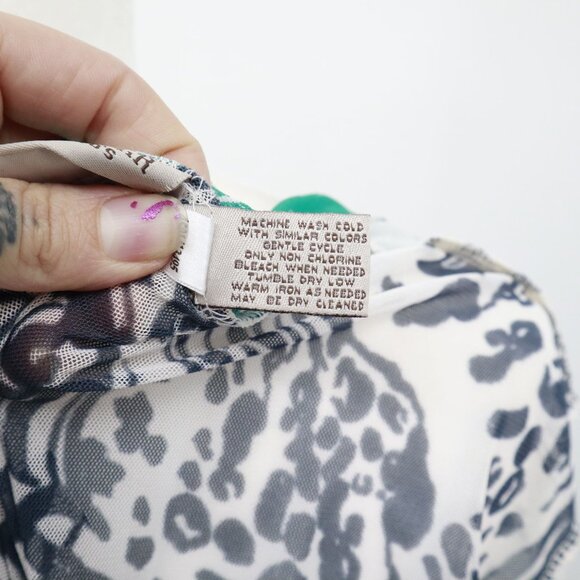 MACHINE WASH COLD
WITH SIMILAR COLORS
GENTLE CYCLE
ONLY NON CHLORINE
BLEACH WHEN NEEDED
TUMBLE DRY LOW
WARM IRON AS NEEDED
MAY BE DRY CLEANED